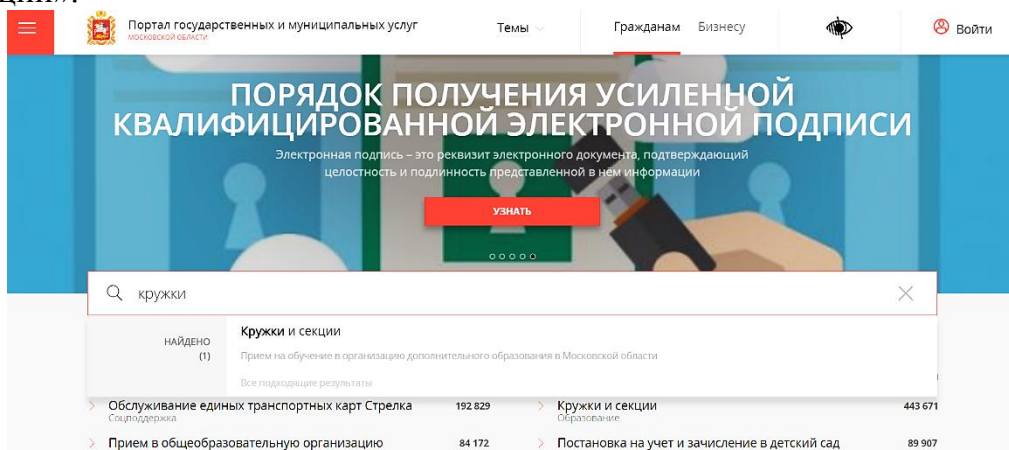 Портал государственных и муниципальных услуг
МОСКОВСКОЙ ОБЛАСТИ
Темы
Гражданам
Бизнесу
Войти
ПОРЯДОК ПОЛУЧЕНИЯ УСИЛЕННОЙ
КВАЛИФИЦИРОВАННОЙ ЭЛЕКТРОННОЙ ПОДПИСИ
Электронная подпись – это реквизит электронного документа, подтверждающий
целостность и подлинность представленной в нем информации
УЗНАТЬ
кружки
НАЙДЕНО
(1)
Кружки и секции
Прием на обучение в организацию дополнительного образования в Московской области
Все подходящие результаты
Обслуживание единых транспортных карт Стрелка 192 829
Соцподдержка
Кружки и секции 443 671
Образование
Прием в общеобразовательную организацию 84 172
Постановка на учет и зачисление в детский сад 89 907